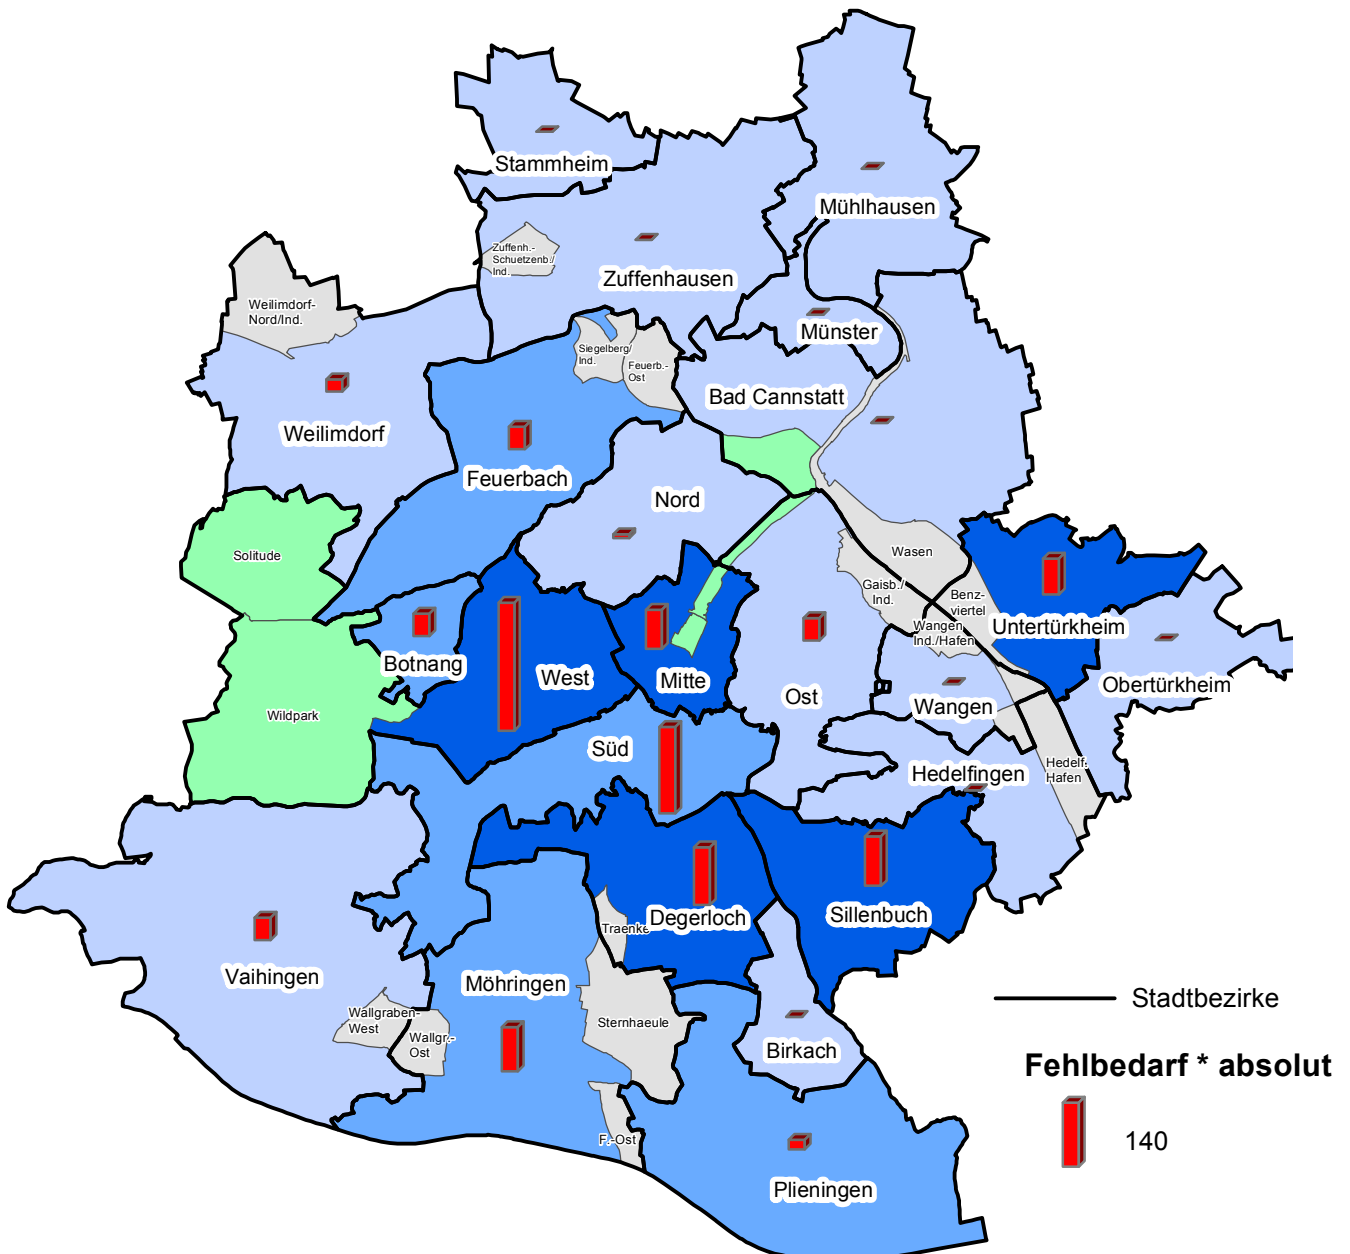 Stammheim
Mühlhausen
Zuffenh.-
Schuetzenb./
Ind.
Zuffenhausen
Weilimdorf-
Nord/Ind.
Münster
Siegelberg/
Ind.
Feuerb.-
Ost
Bad Cannstatt
Weilimdorf
Feuerbach
Nord
Solitude
Wasen
Gaisb./
Ind.
Benz-
viertel
Wangen
Ind./Hafen
Untertürkheim
Botnang
West
Mitte
Ost
Obertürkheim
Wangen
Wildpark
Süd
Hedelfingen
Hedelf.
Hafen
Degerloch
Sillenbuch
Traenke
Vaihingen
Möhringen
Stadtbezirke
Wallgraben-
West
Wallgr.-
Ost
Sternhaeule
Birkach
Fehlbedarf * absolut
140
F.-Ost
Plieningen